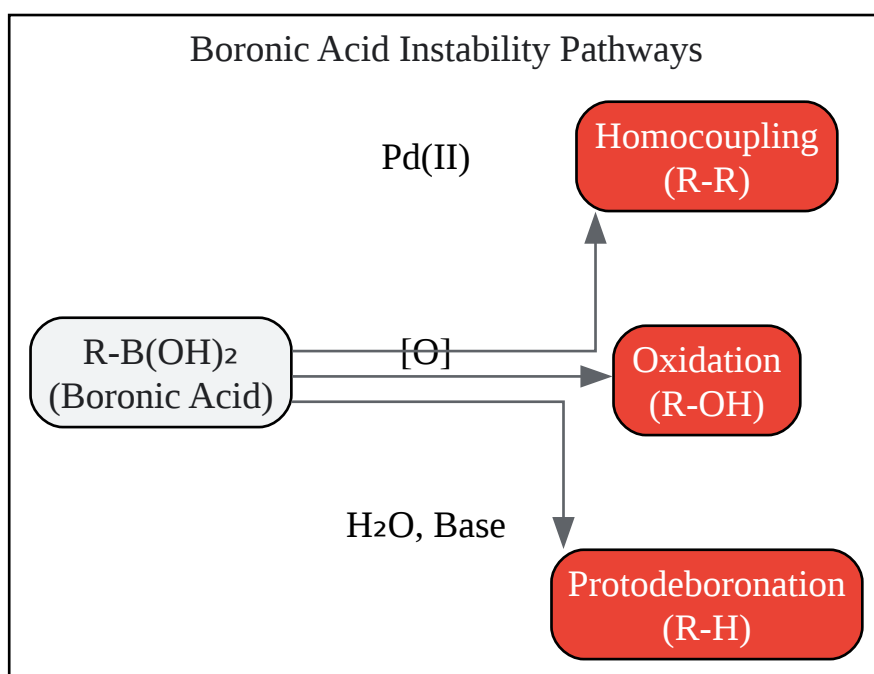 Boronic Acid Instability Pathways
Pd(II)
Homocoupling
(R-R)
R-B(OH)₂
(Boronic Acid)
[O]
Oxidation
(R-OH)
H₂O, Base
Protodeboronation
(R-H)